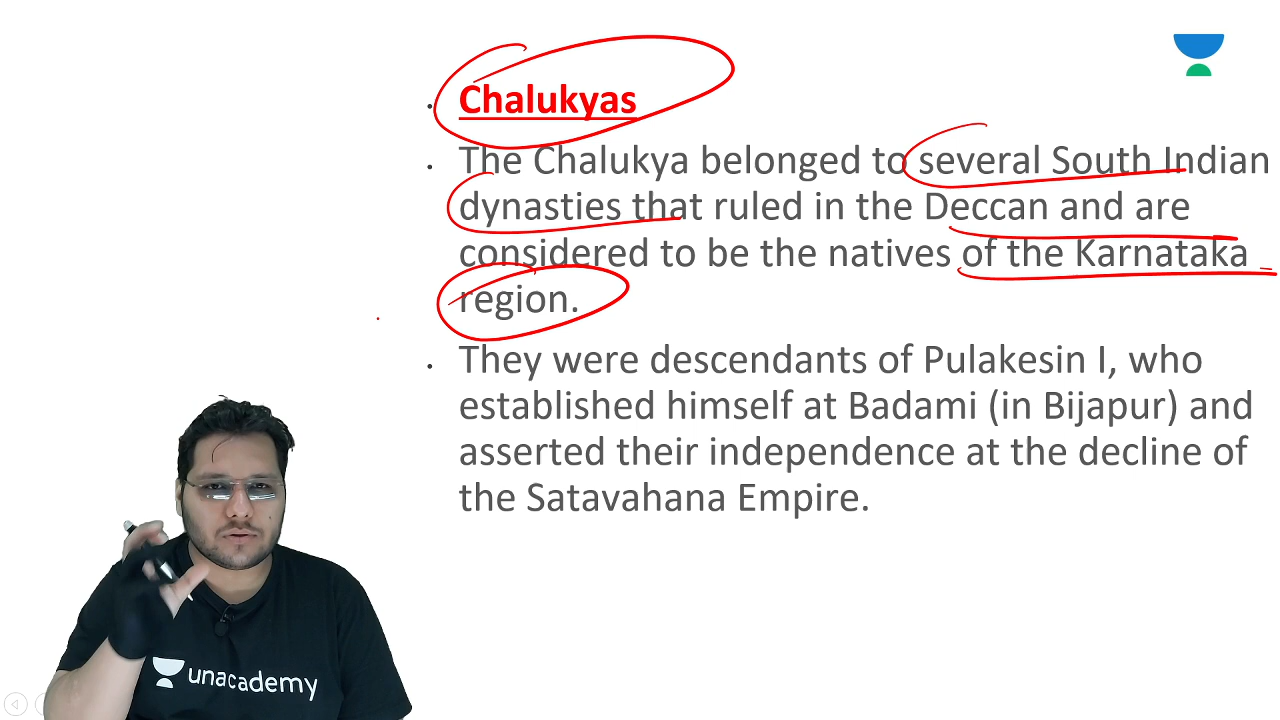 Chalukyas
The Chalukya belonged to several South Indian
dynasties that ruled in the Deccan and are
considered to be the natives of the Karnataka
region.
They were descendants of Pulakesin I, who
established himself at Badami (in Bijapur) and
asserted their independence at the decline of
the Satavahana Empire.
unacademy